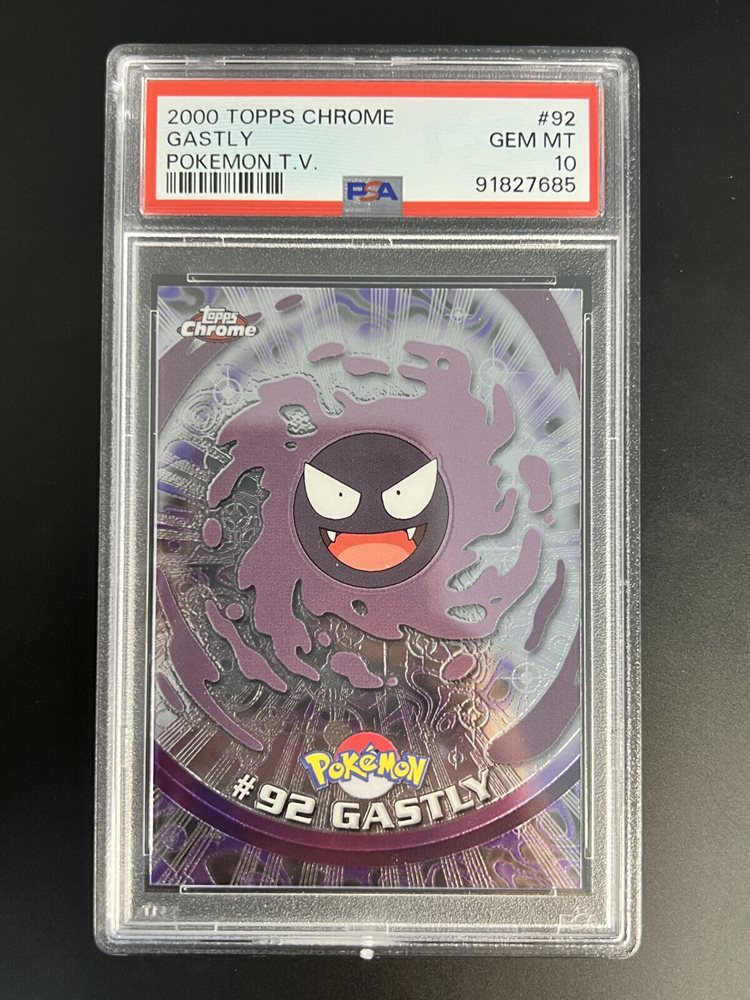 2000 TOPPS CHROME #92
GASTLY GEM MT
POKEMON T.V. 10
91827685
PSA
topps
Chrome
POKéMON
#92 GASTLY